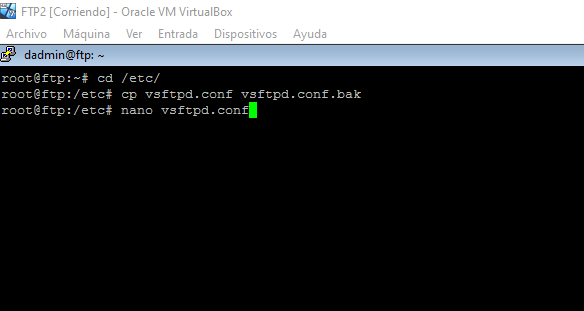 FTP2 [Corriendo] - Oracle VM VirtualBox
Archivo Máquina Ver Entrada Dispositivos Ayuda
dadmin@ftp: ~
root@ftp:~# cd /etc/
root@ftp:/etc# cp vsftpd.conf vsftpd.conf.bak
root@ftp:/etc# nano vsftpd.conf